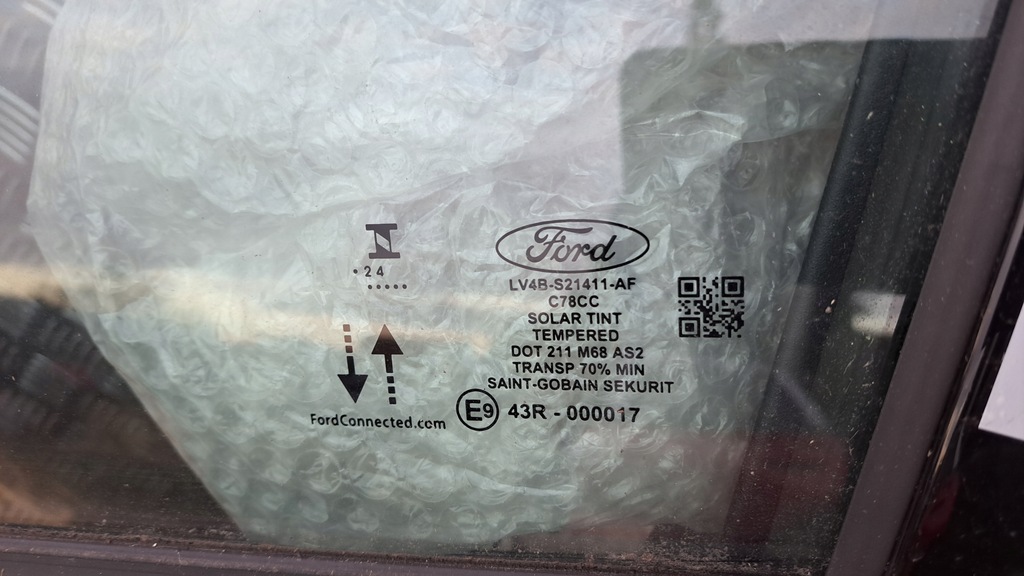 .24
.....
FordConnected.com
Ford
LV4B-S21411-AF
C78CC
SOLAR TINT
TEMPERED
DOT 211 M68 AS2
TRANSP 70% MIN
SAINT-GOBAIN SEKURIT
E9 43R - 000017